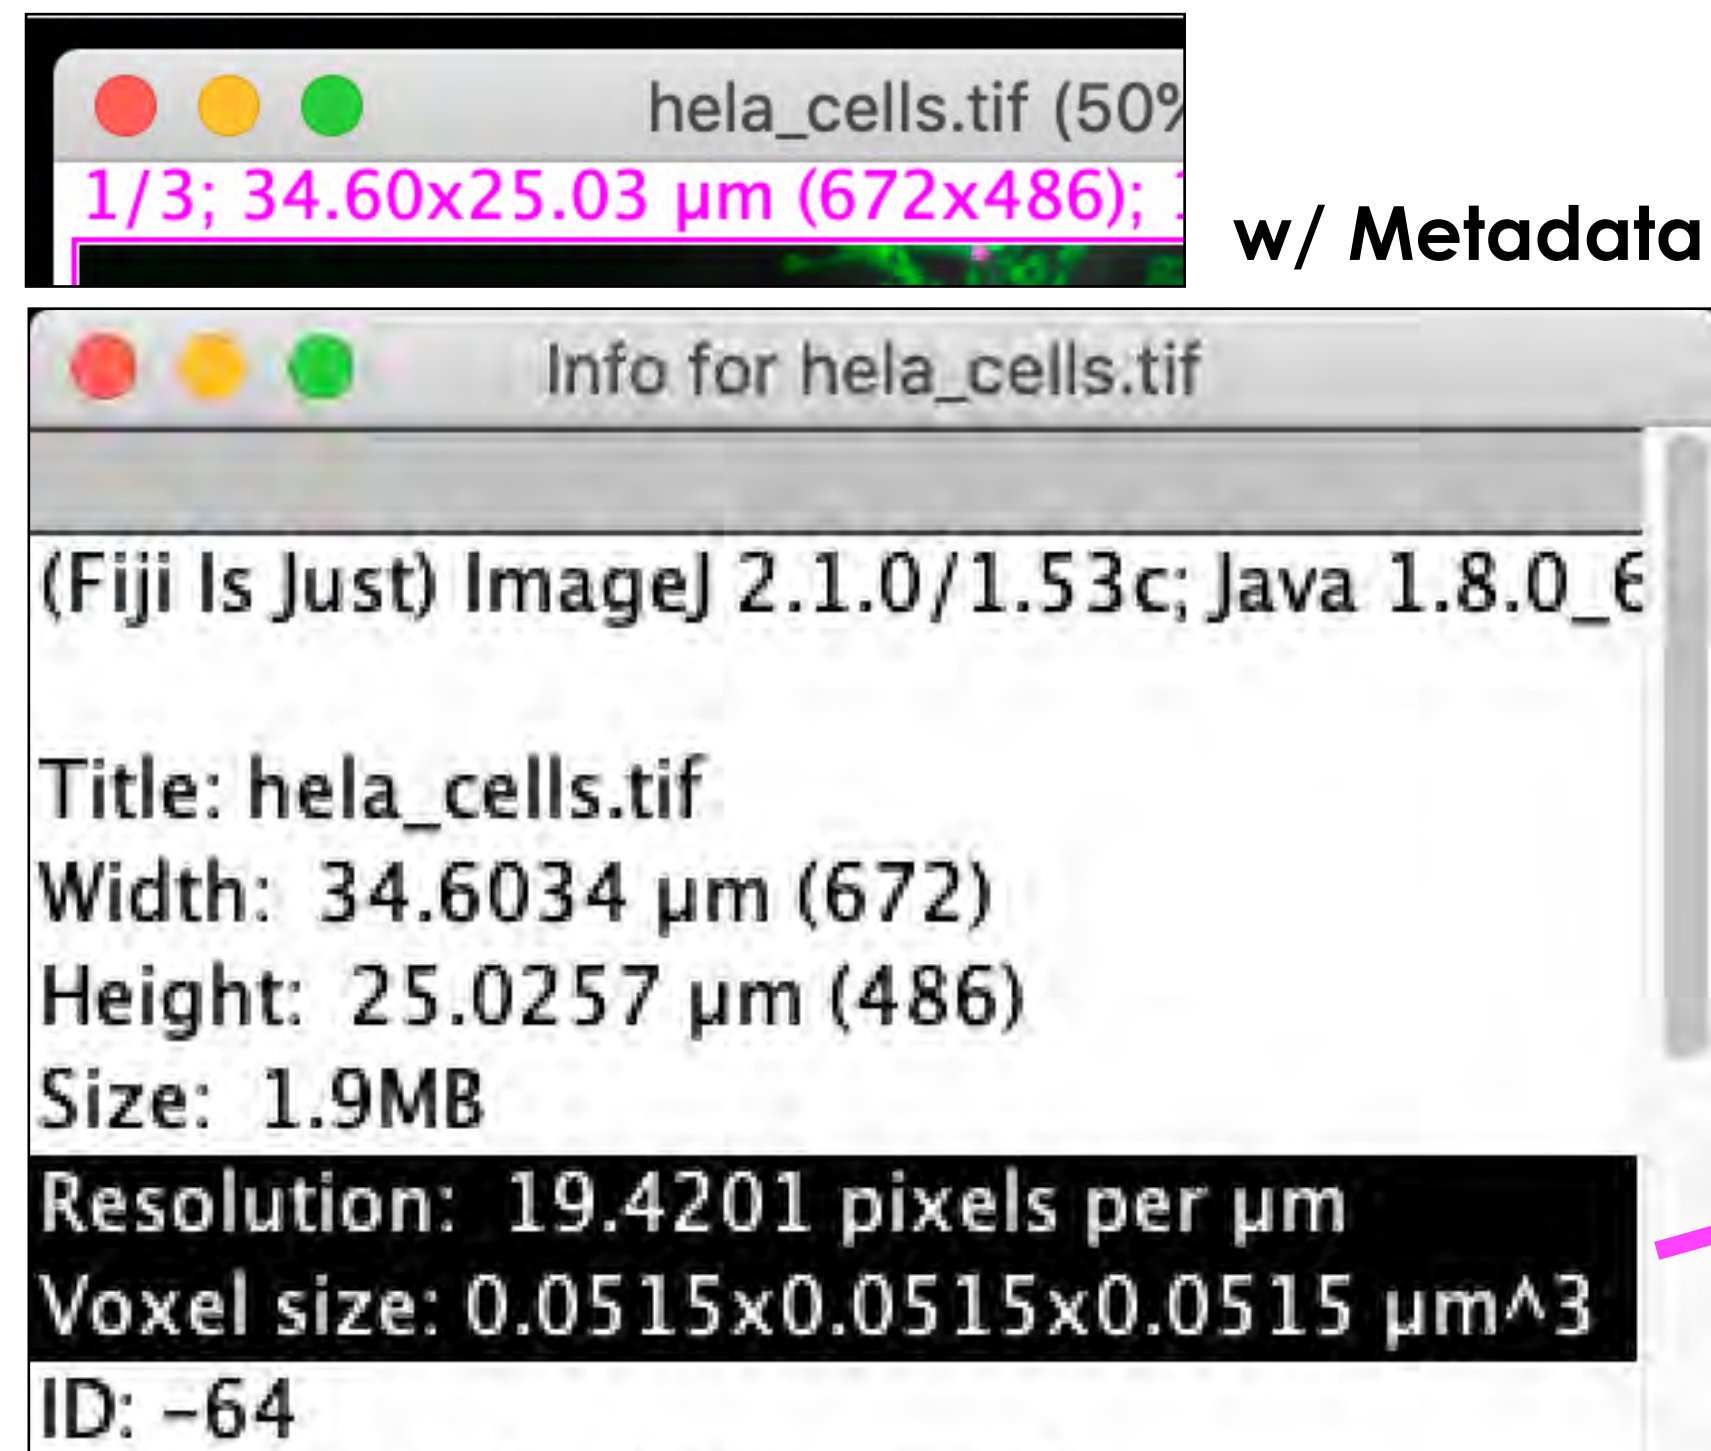 hela_cells.tif (50%
1/3; 34.60x25.03 µm (672x486);
w/ Metadata
Info for hela_cells.tif
(Fiji Is Just) ImageJ 2.1.0/1.53c; Java 1.8.0_6
Title: hela_cells.tif
Width: 34.6034 µm (672)
Height: 25.0257 µm (486)
Size: 1.9MB
Resolution: 19.4201 pixels per µm
Voxel size: 0.0515x0.0515x0.0515 µm^3
ID: -64